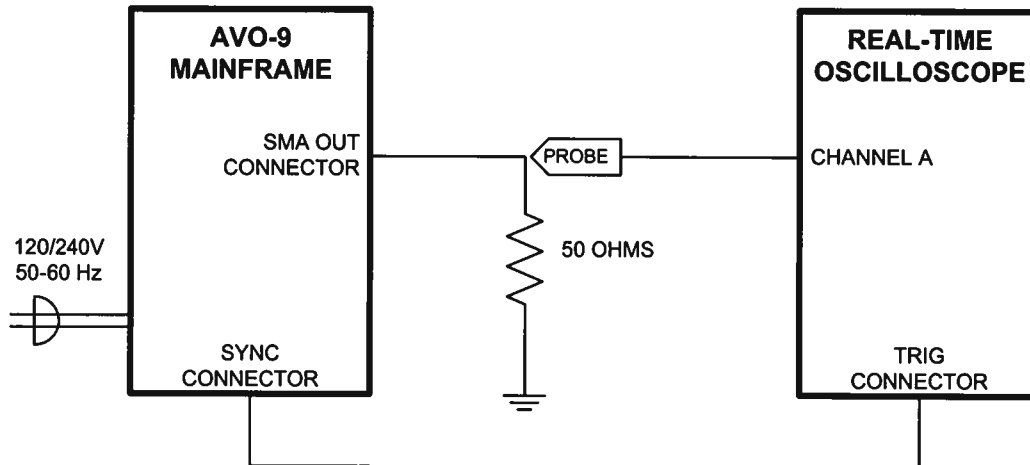 AVO-9
MAINFRAME
REAL-TIME
OSCILLOSCOPE
SMA OUT
CONNECTOR
PROBE
CHANNEL A
120/240V
50-60 Hz
50 OHMS
SYNC
CONNECTOR
TRIG
CONNECTOR